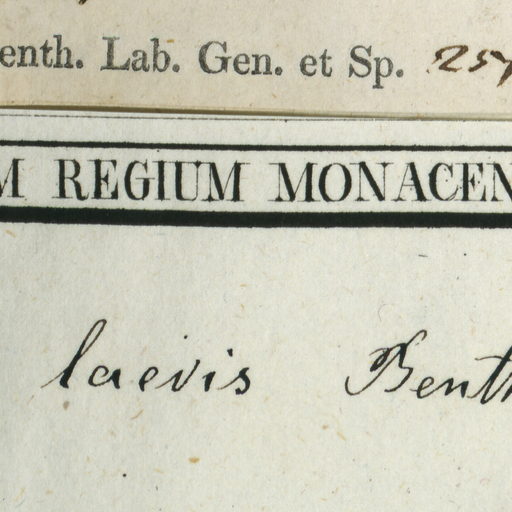 enth. Lab. Gen. et Sp. 257
M REGIUM MONACEN
laevis Benth